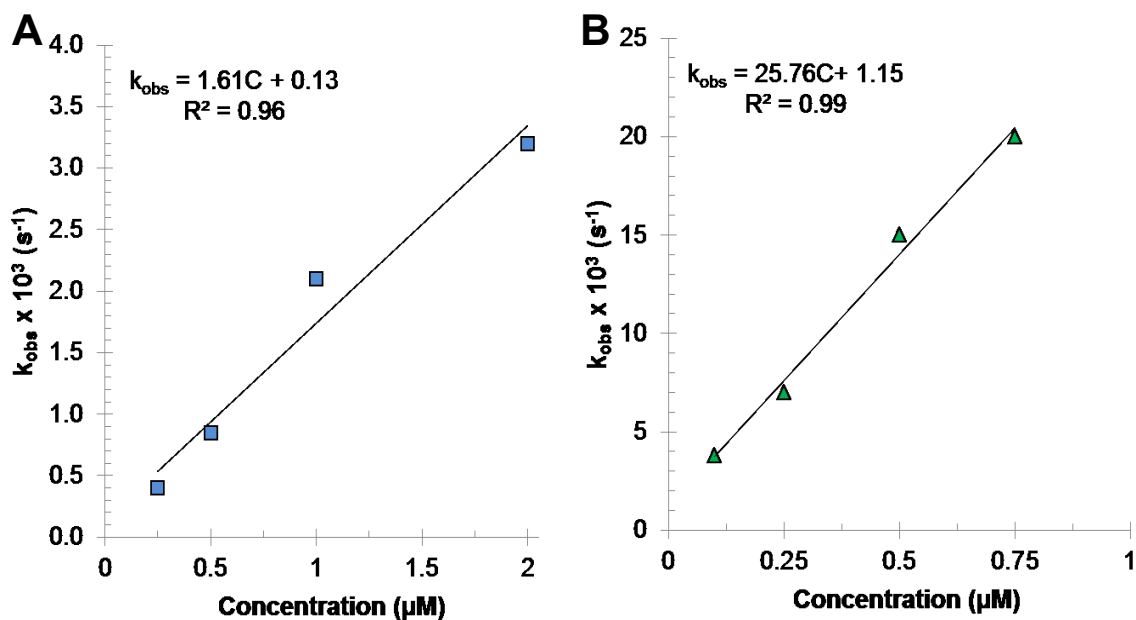 A
k_obs = 1.61C + 0.13
R² = 0.96
4.0
3.5
3.0
2.5
2.0
1.5
1.0
0.5
0.0
k_obs x 10³ (s⁻¹)
0 0.5 1 1.5 2
Concentration (µM)
B
k_obs = 25.76C+ 1.15
R² = 0.99
25
20
15
10
5
0
k_obs x 10³ (s⁻¹)
0 0.25 0.5 0.75 1
Concentration (µM)